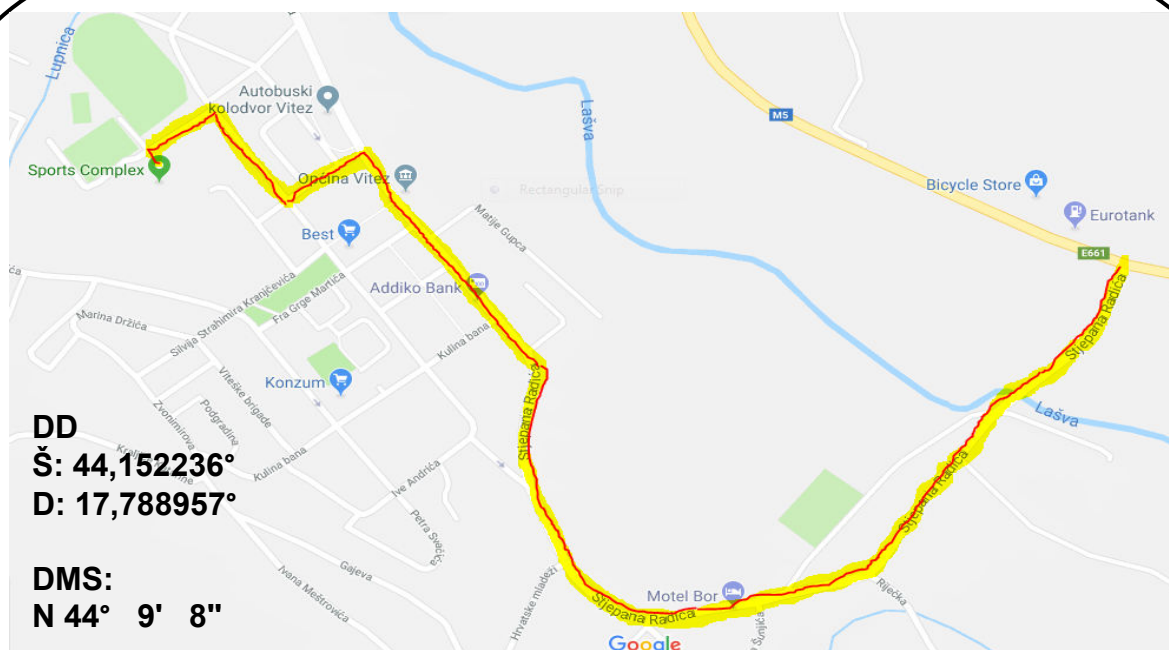 Lupnica
Autobuski
kolodvor Vitez
Lašva
M5
Sports Complex
Općina Vitez
Rectangular Snip
Bicycle Store
Eurotank
Best
Matije Gupca
E661
ća
Silvija Strahimira Kranjčevića
Fra Grge Martića
Addiko Bank
Marina Držića
Kulina bana
Stjepana Radića
Konzum
Viteške brigade
Stjepana Radića
Podgradina
Zvonimirova
Lašva
DD
Š: 44,152236°
D: 17,788957°
Kulina bana
Ive Andrića
Stjepana Radića
Petra Svačića
DMS:
N 44° 9' 8"
Gajeva
Ivana Meštrovića
Hrvatske mladeži
Stjepana Radića
Motel Bor
Riječka
Google